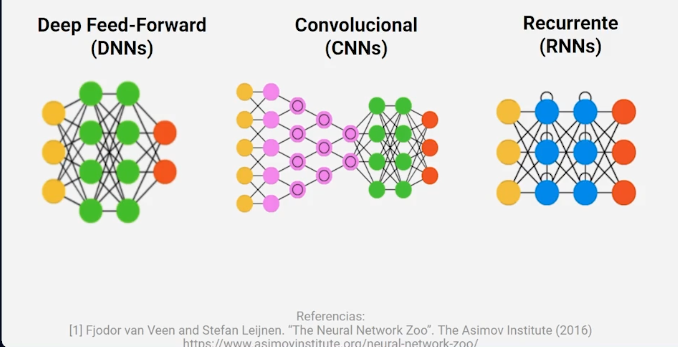 Deep Feed-Forward
(DNNs)
Convolucional
(CNNs)
Recurrente
(RNNs)
Referencias:
[1] Fjodor van Veen and Stefan Leijnen. "The Neural Network Zoo". The Asimov Institute (2016)
https://www.asimovinstitute.org/neural-network-zoo/